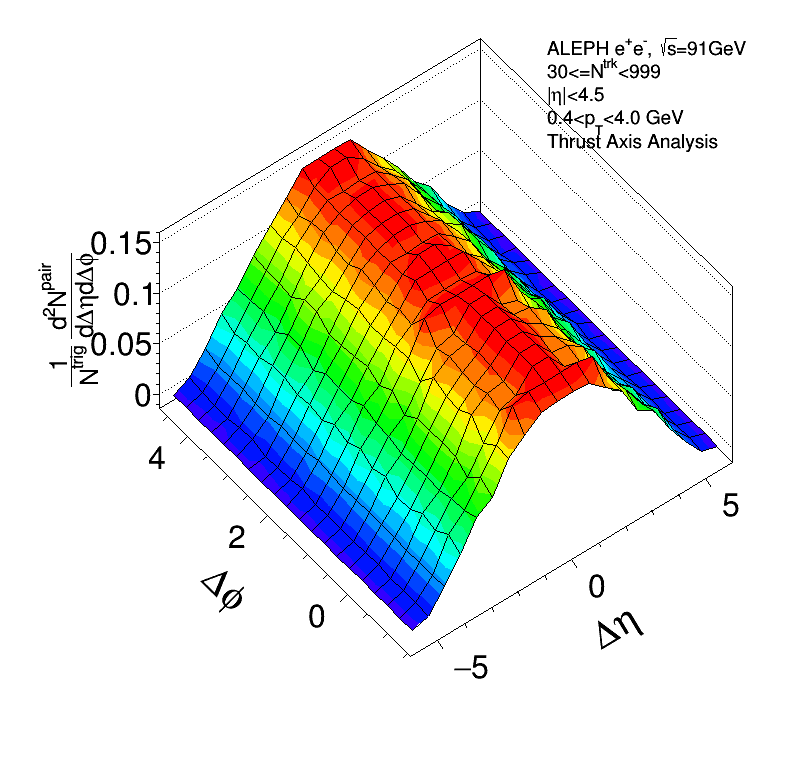 ALEPH e⁺e⁻, √s=91GeV
30<=Nᵗʳᵏ<999
|η|<4.5
0.4<p_T<4.0 GeV
Thrust Axis Analysis
1/N^trig d²N^pair/dΔηdΔϕ
0.15
0.1
0.05
0
4
2
0
Δϕ
−5
0
5
Δη